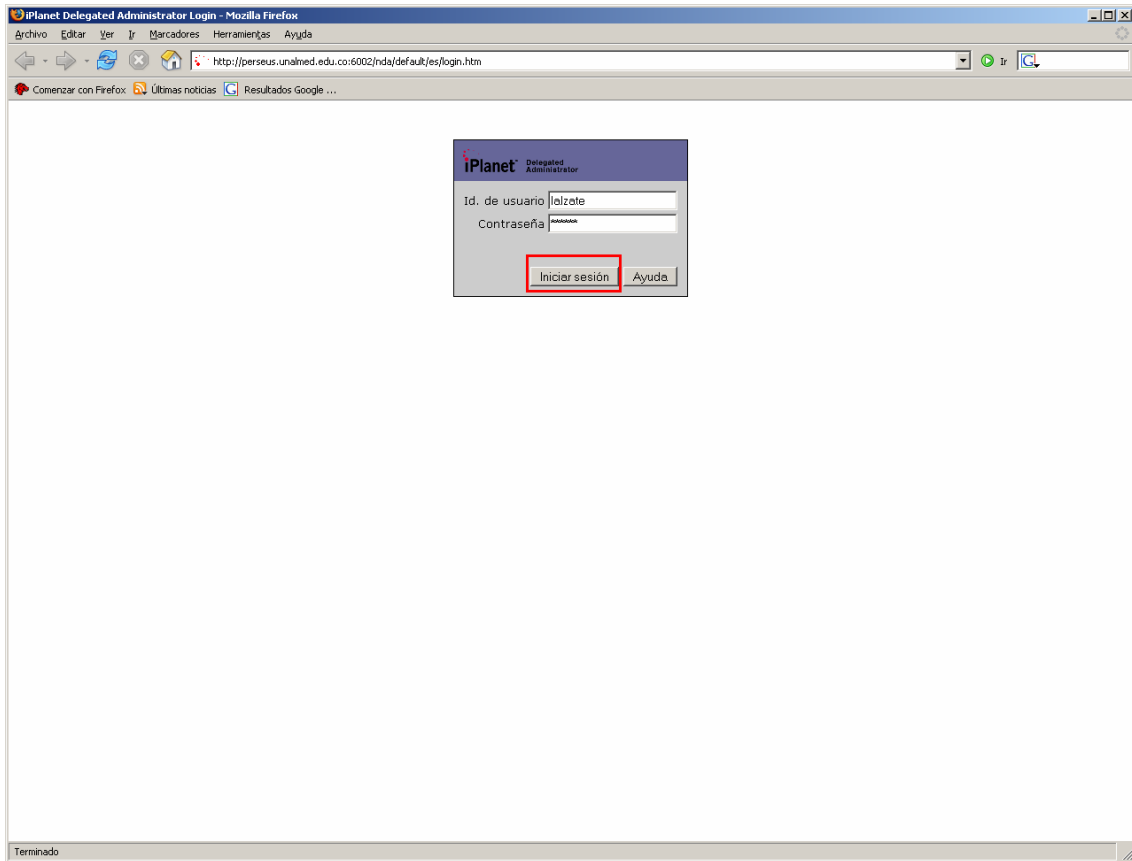 iPlanet Delegated Administrator Login - Mozilla Firefox
Archivo Editar Ver Ir Marcadores Herramientas Ayuda
http://perseus.unalmed.edu.co:6002/nda/default/es/login.htm Ir G
Comenzar con Firefox Últimas noticias G Resultados Google ...
iPlanet Delegated
Administrator
Id. de usuario lalzate
Contraseña ******
Iniciar sesión Ayuda
Terminado